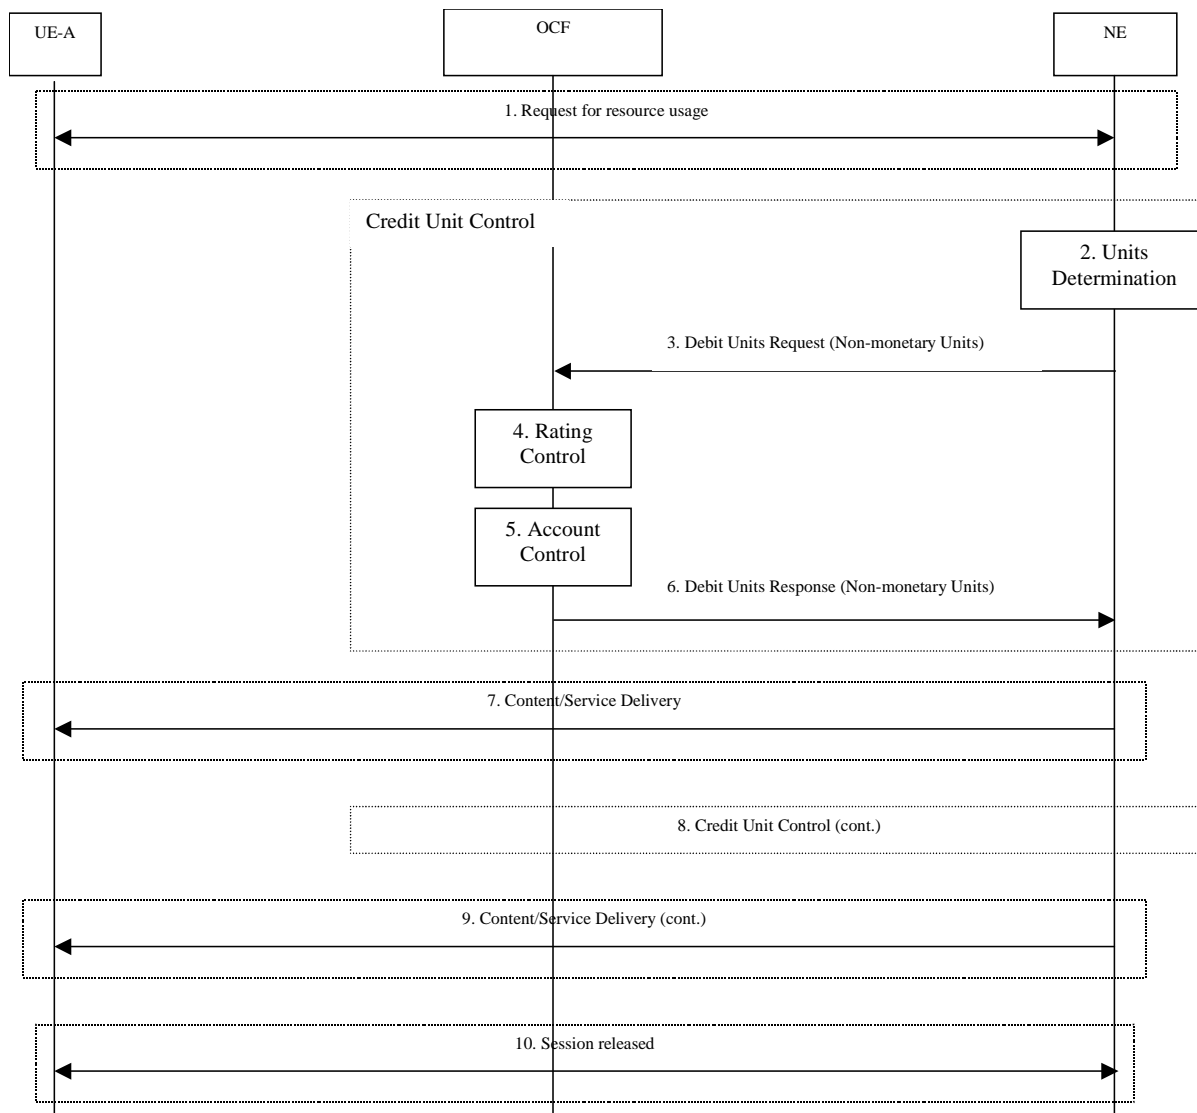 UE-A
OCF
NE
1. Request for resource usage
Credit Unit Control
2. Units
Determination
3. Debit Units Request (Non-monetary Units)
4. Rating
Control
5. Account
Control
6. Debit Units Response (Non-monetary Units)
7. Content/Service Delivery
8. Credit Unit Control (cont.)
9. Content/Service Delivery (cont.)
10. Session released